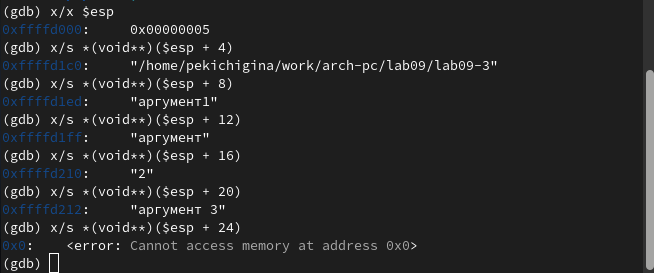 (gdb) x/x $esp
0xffffd000:     0x00000005
(gdb) x/s *(void**)($esp + 4)
0xffffd1c0:     "/home/pekichigina/work/arch-pc/lab09/lab09-3"
(gdb) x/s *(void**)($esp + 8)
0xffffd1ed:     "аргумент1"
(gdb) x/s *(void**)($esp + 12)
0xffffd1ff:     "аргумент"
(gdb) x/s *(void**)($esp + 16)
0xffffd210:     "2"
(gdb) x/s *(void**)($esp + 20)
0xffffd212:     "аргумент 3"
(gdb) x/s *(void**)($esp + 24)
0x0:    <error: Cannot access memory at address 0x0>
(gdb)